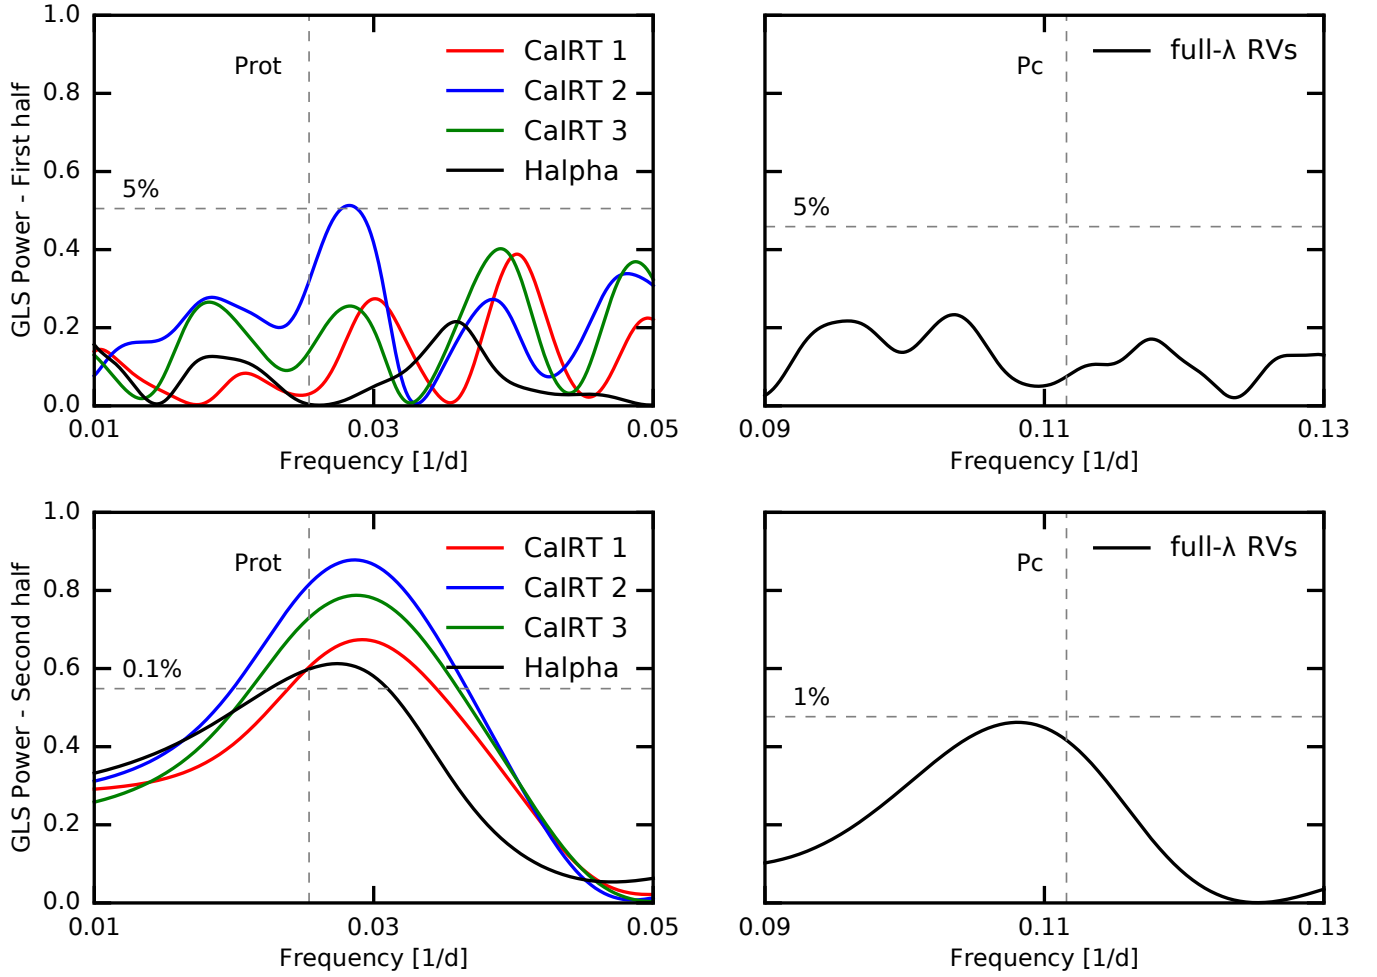 GLS Power - First half
1.0
0.8
0.6
0.4
0.2
0.0
Prot
5%
CaIRT 1
CaIRT 2
CaIRT 3
Halpha
0.01
0.03
0.05
Frequency [1/d]
Pc
5%
full-λ RVs
0.09
0.11
0.13
Frequency [1/d]
GLS Power - Second half
1.0
0.8
0.6
0.4
0.2
0.0
Prot
0.1%
CaIRT 1
CaIRT 2
CaIRT 3
Halpha
0.01
0.03
0.05
Frequency [1/d]
Pc
1%
full-λ RVs
0.09
0.11
0.13
Frequency [1/d]